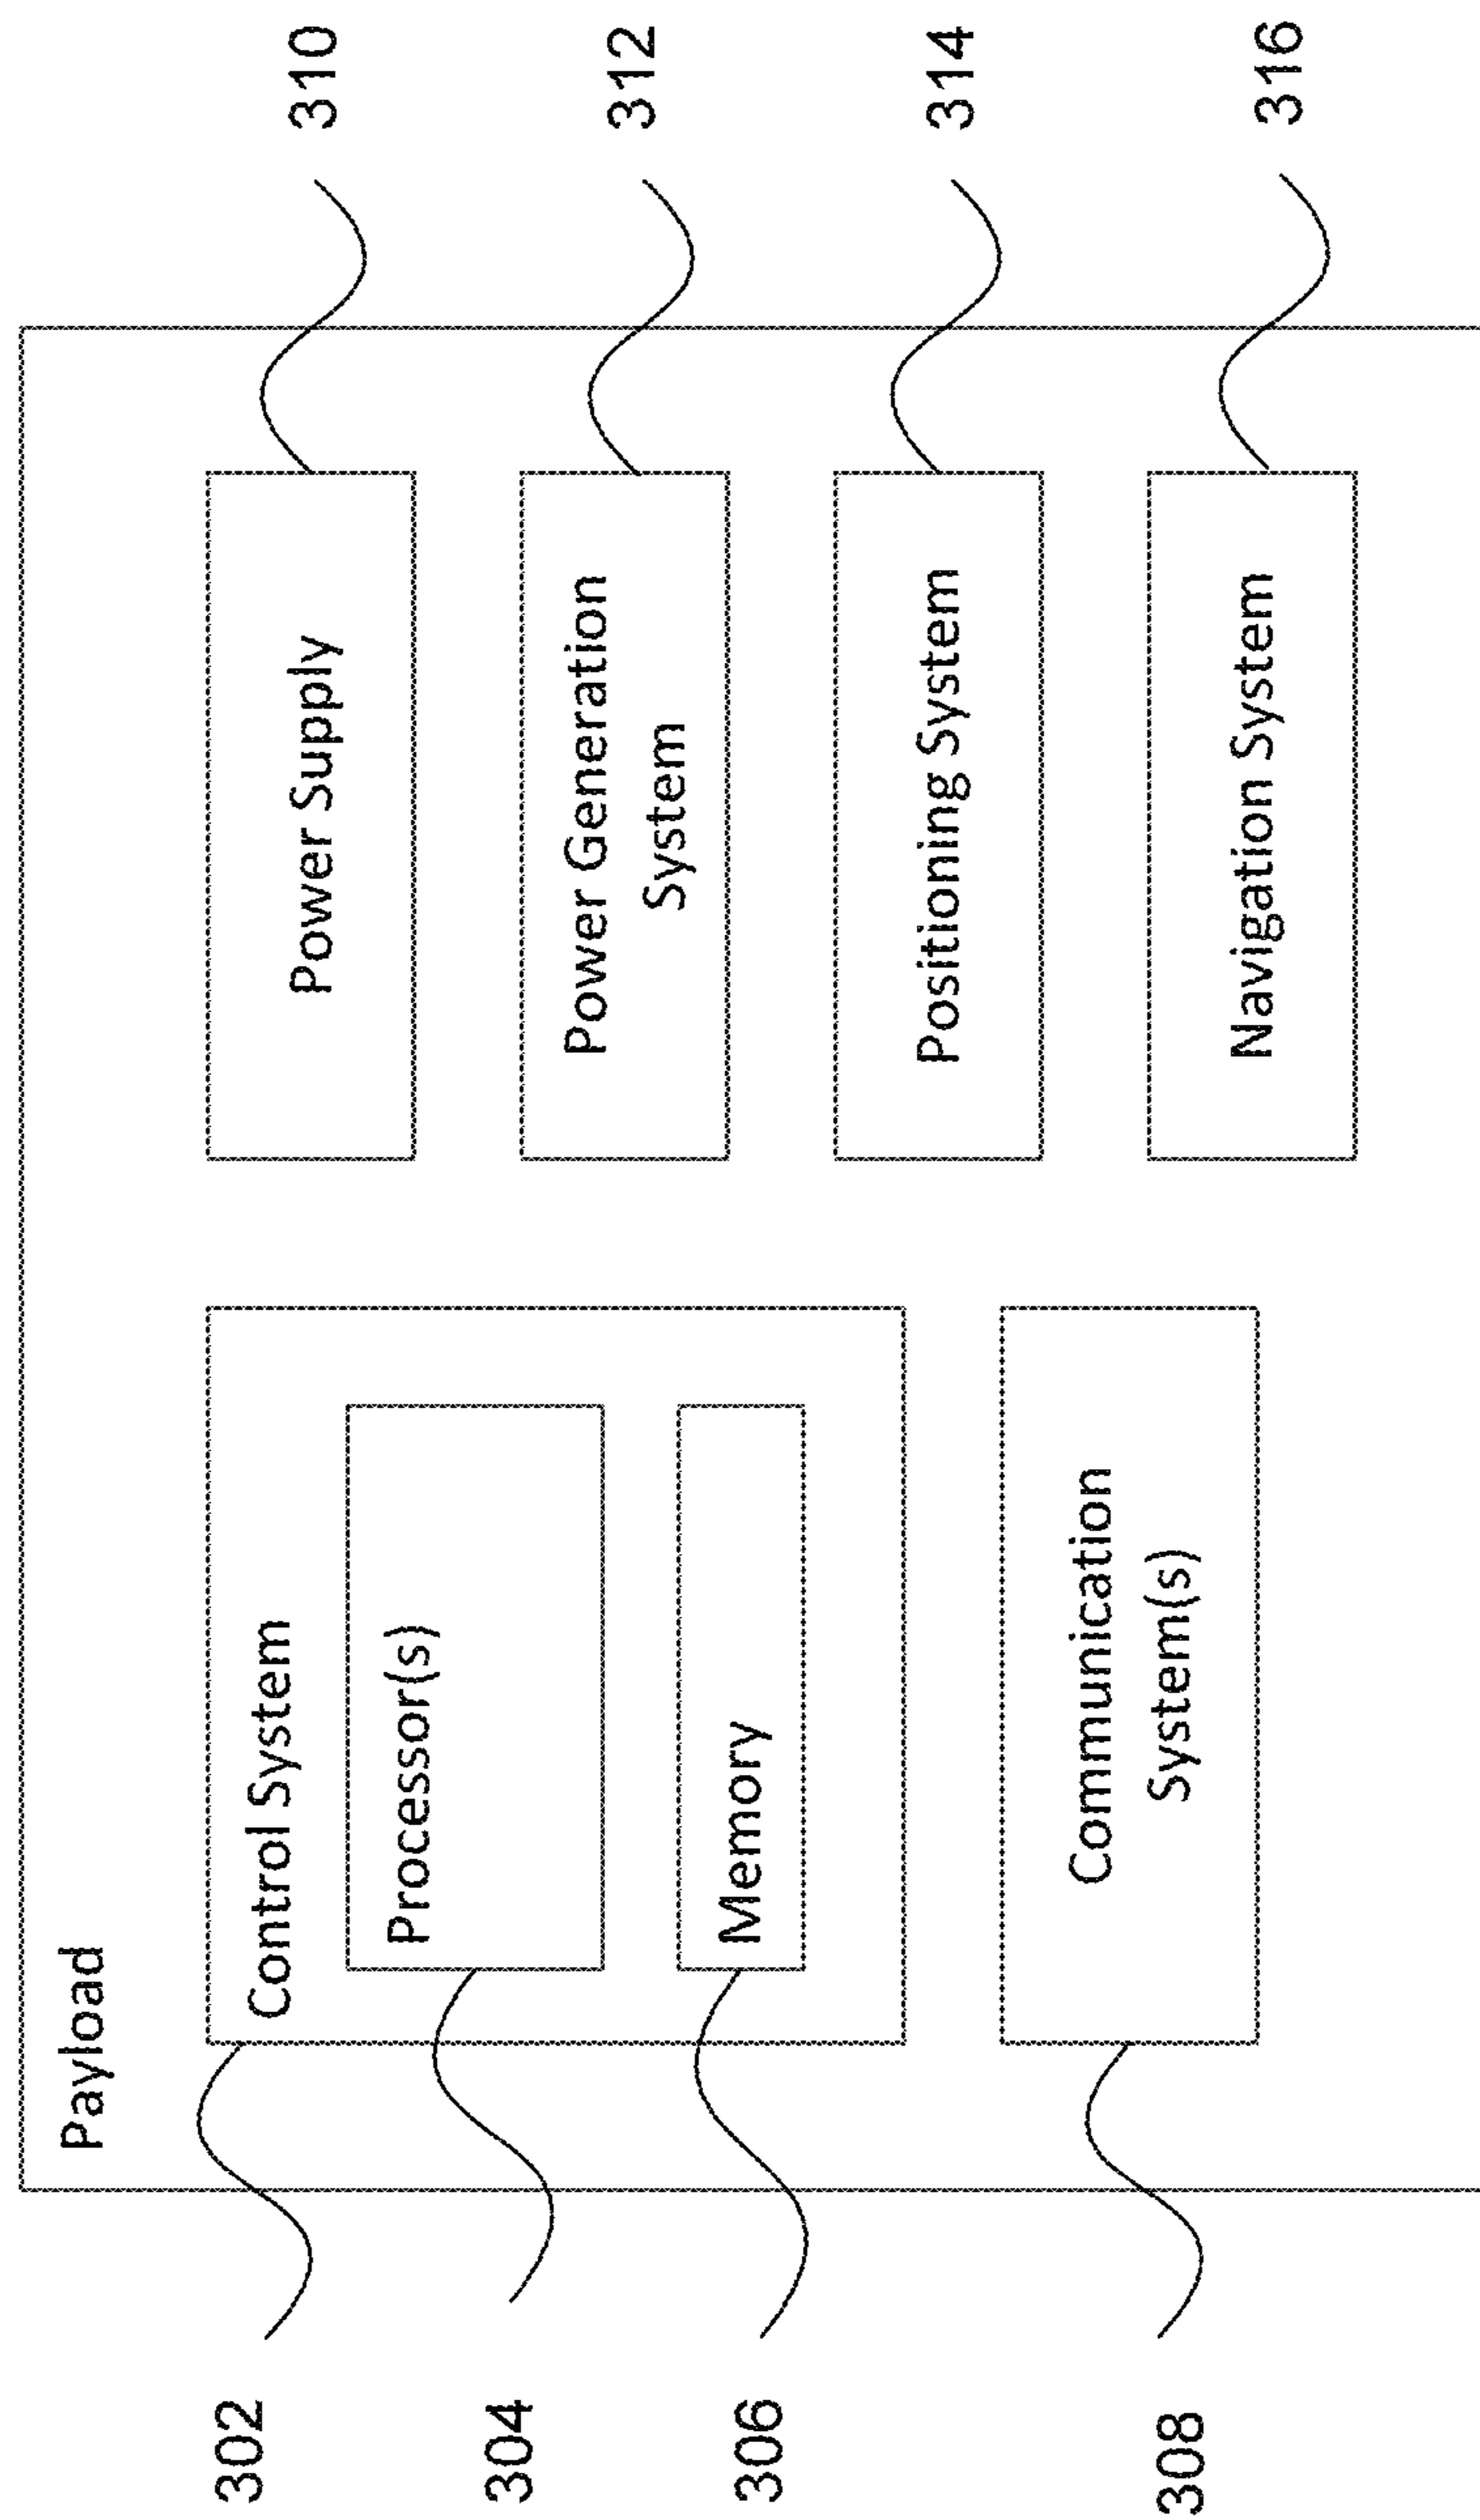 Payload
302
Control System
304
Processor(s)
306
Memory
308
Communication
System(s)
310
Power Supply
312
Power Generation
System
314
Positioning System
316
Navigation System